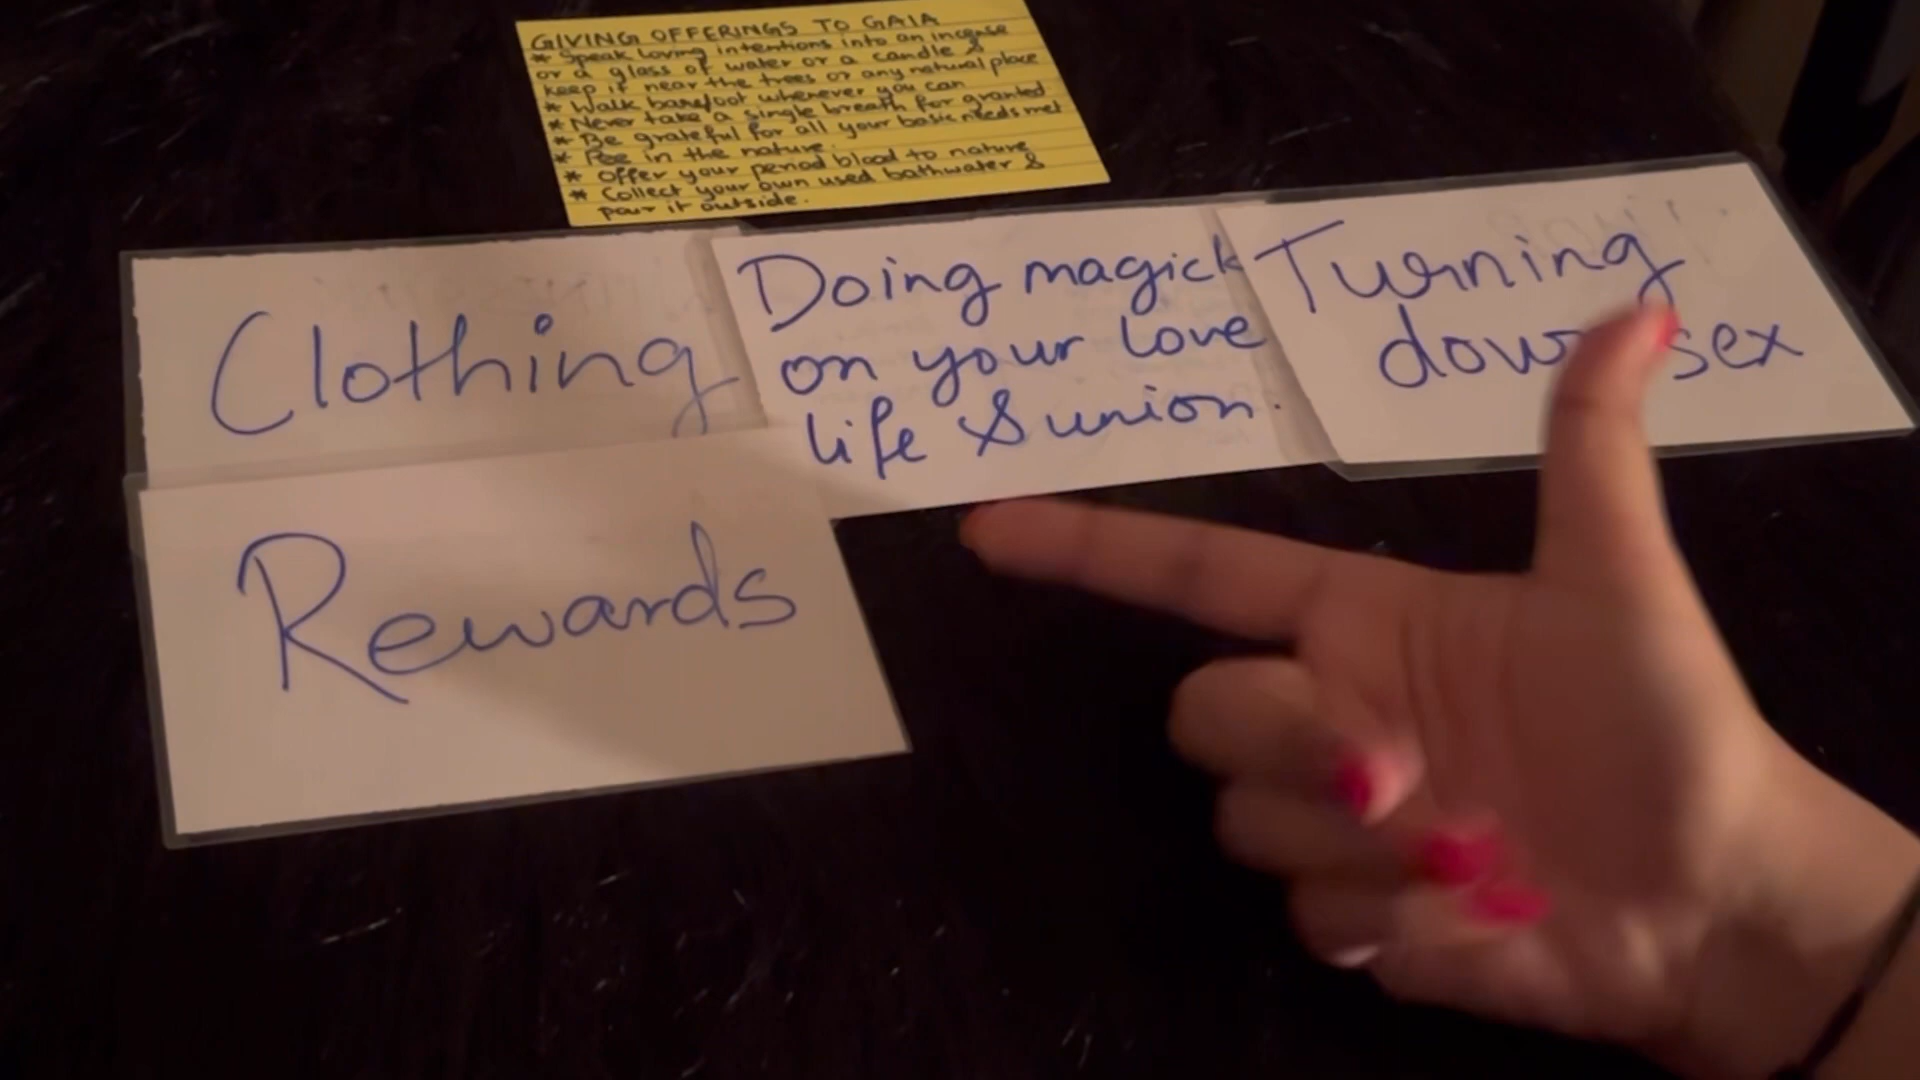 GIVING OFFERINGS TO GAIA
* Speak loving intentions into an incense
or a glass of water or a candle &
keep it near the trees or any natural place
* Walk barefoot wherever you can
* Never take a single breath for granted
* Be grateful for all your basic needs met
* Pee in the nature.
* Offer your period blood to nature
* Collect your own used bathwater &
pour it outside.
Clothing
Doing magick
on your love
life & union.
Turning
down sex
Rewards